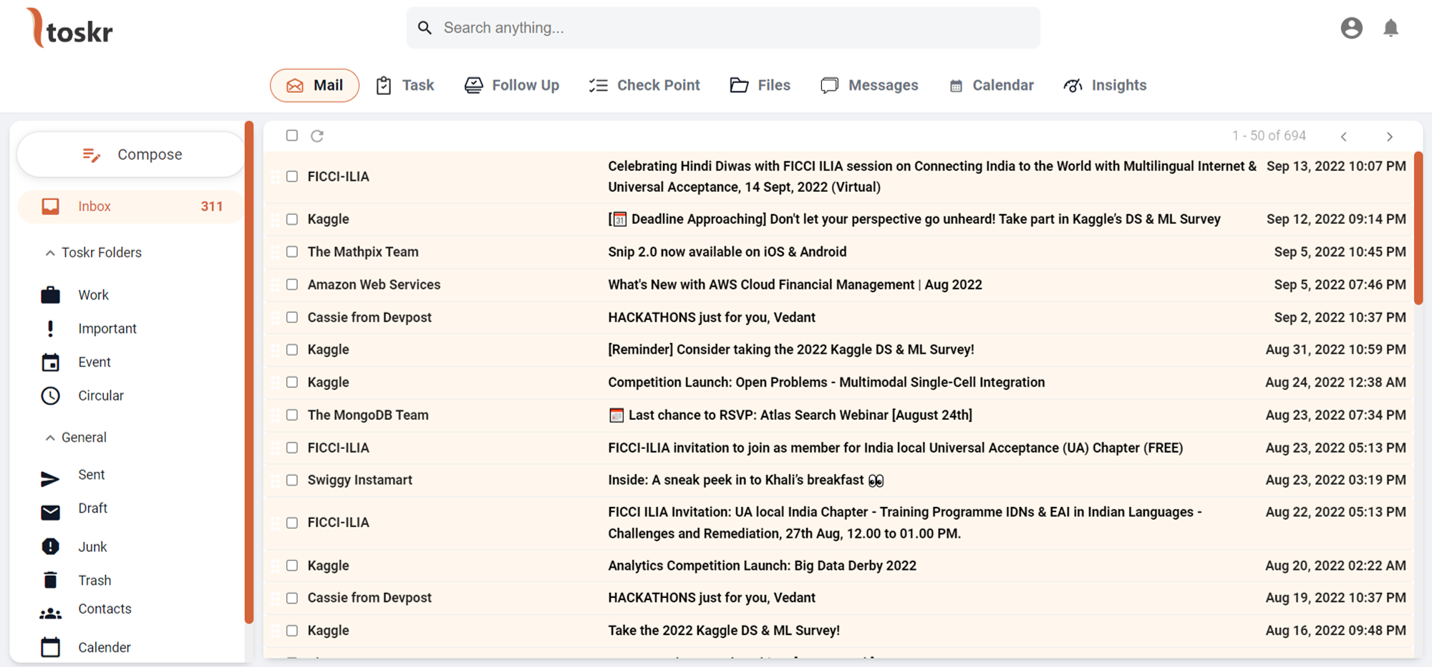 toskr
Search anything...
Mail Task Follow Up Check Point Files Messages Calendar Insights
Compose
Inbox 311
Toskr Folders
Work
Important
Event
Circular
General
Sent
Draft
Junk
Trash
Contacts
Calender
1 - 50 of 694
FICCI-ILIA Celebrating Hindi Diwas with FICCI ILIA session on Connecting India to the World with Multilingual Internet & Sep 13, 2022 10:07 PM
Universal Acceptance, 14 Sept, 2022 (Virtual)
Kaggle [📅 Deadline Approaching] Don't let your perspective go unheard! Take part in Kaggle’s DS & ML Survey Sep 12, 2022 09:14 PM
The Mathpix Team Snip 2.0 now available on iOS & Android Sep 5, 2022 10:45 PM
Amazon Web Services What's New with AWS Cloud Financial Management | Aug 2022 Sep 5, 2022 07:46 PM
Cassie from Devpost HACKATHONS just for you, Vedant Sep 2, 2022 10:37 PM
Kaggle [Reminder] Consider taking the 2022 Kaggle DS & ML Survey! Aug 31, 2022 10:59 PM
Kaggle Competition Launch: Open Problems - Multimodal Single-Cell Integration Aug 24, 2022 12:38 AM
The MongoDB Team 📅 Last chance to RSVP: Atlas Search Webinar [August 24th] Aug 23, 2022 07:34 PM
FICCI-ILIA FICCI-ILIA invitation to join as member for India local Universal Acceptance (UA) Chapter (FREE) Aug 23, 2022 05:13 PM
Swiggy Instamart Inside: A sneak peek in to Khali’s breakfast 👀 Aug 23, 2022 03:19 PM
FICCI-ILIA FICCI ILIA Invitation: UA local India Chapter - Training Programme IDNs & EAI in Indian Languages - Aug 22, 2022 05:13 PM
Challenges and Remediation, 27th Aug, 12.00 to 01.00 PM.
Kaggle Analytics Competition Launch: Big Data Derby 2022 Aug 20, 2022 02:22 AM
Cassie from Devpost HACKATHONS just for you, Vedant Aug 19, 2022 10:37 PM
Kaggle Take the 2022 Kaggle DS & ML Survey! Aug 16, 2022 09:48 PM